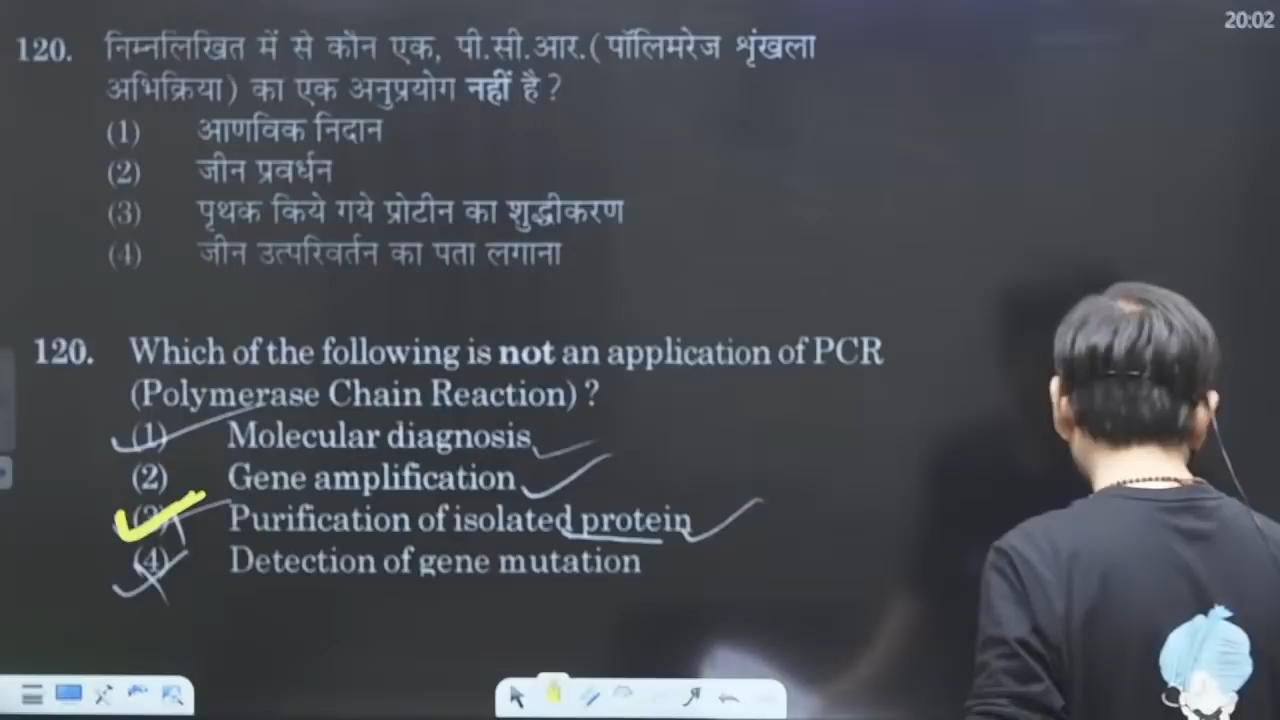 20:02
120. निम्नलिखित में से कौन एक, पी.सी.आर.(पॉलिमरेज शृंखला
अभिक्रिया) का एक अनुप्रयोग नहीं है ?
(1) आणविक निदान
(2) जीन प्रवर्धन
(3) पृथक किये गये प्रोटीन का शुद्धीकरण
(4) जीन उत्परिवर्तन का पता लगाना
120. Which of the following is not an application of PCR
(Polymerase Chain Reaction) ?
(1) Molecular diagnosis
(2) Gene amplification
(3) Purification of isolated protein
(4) Detection of gene mutation